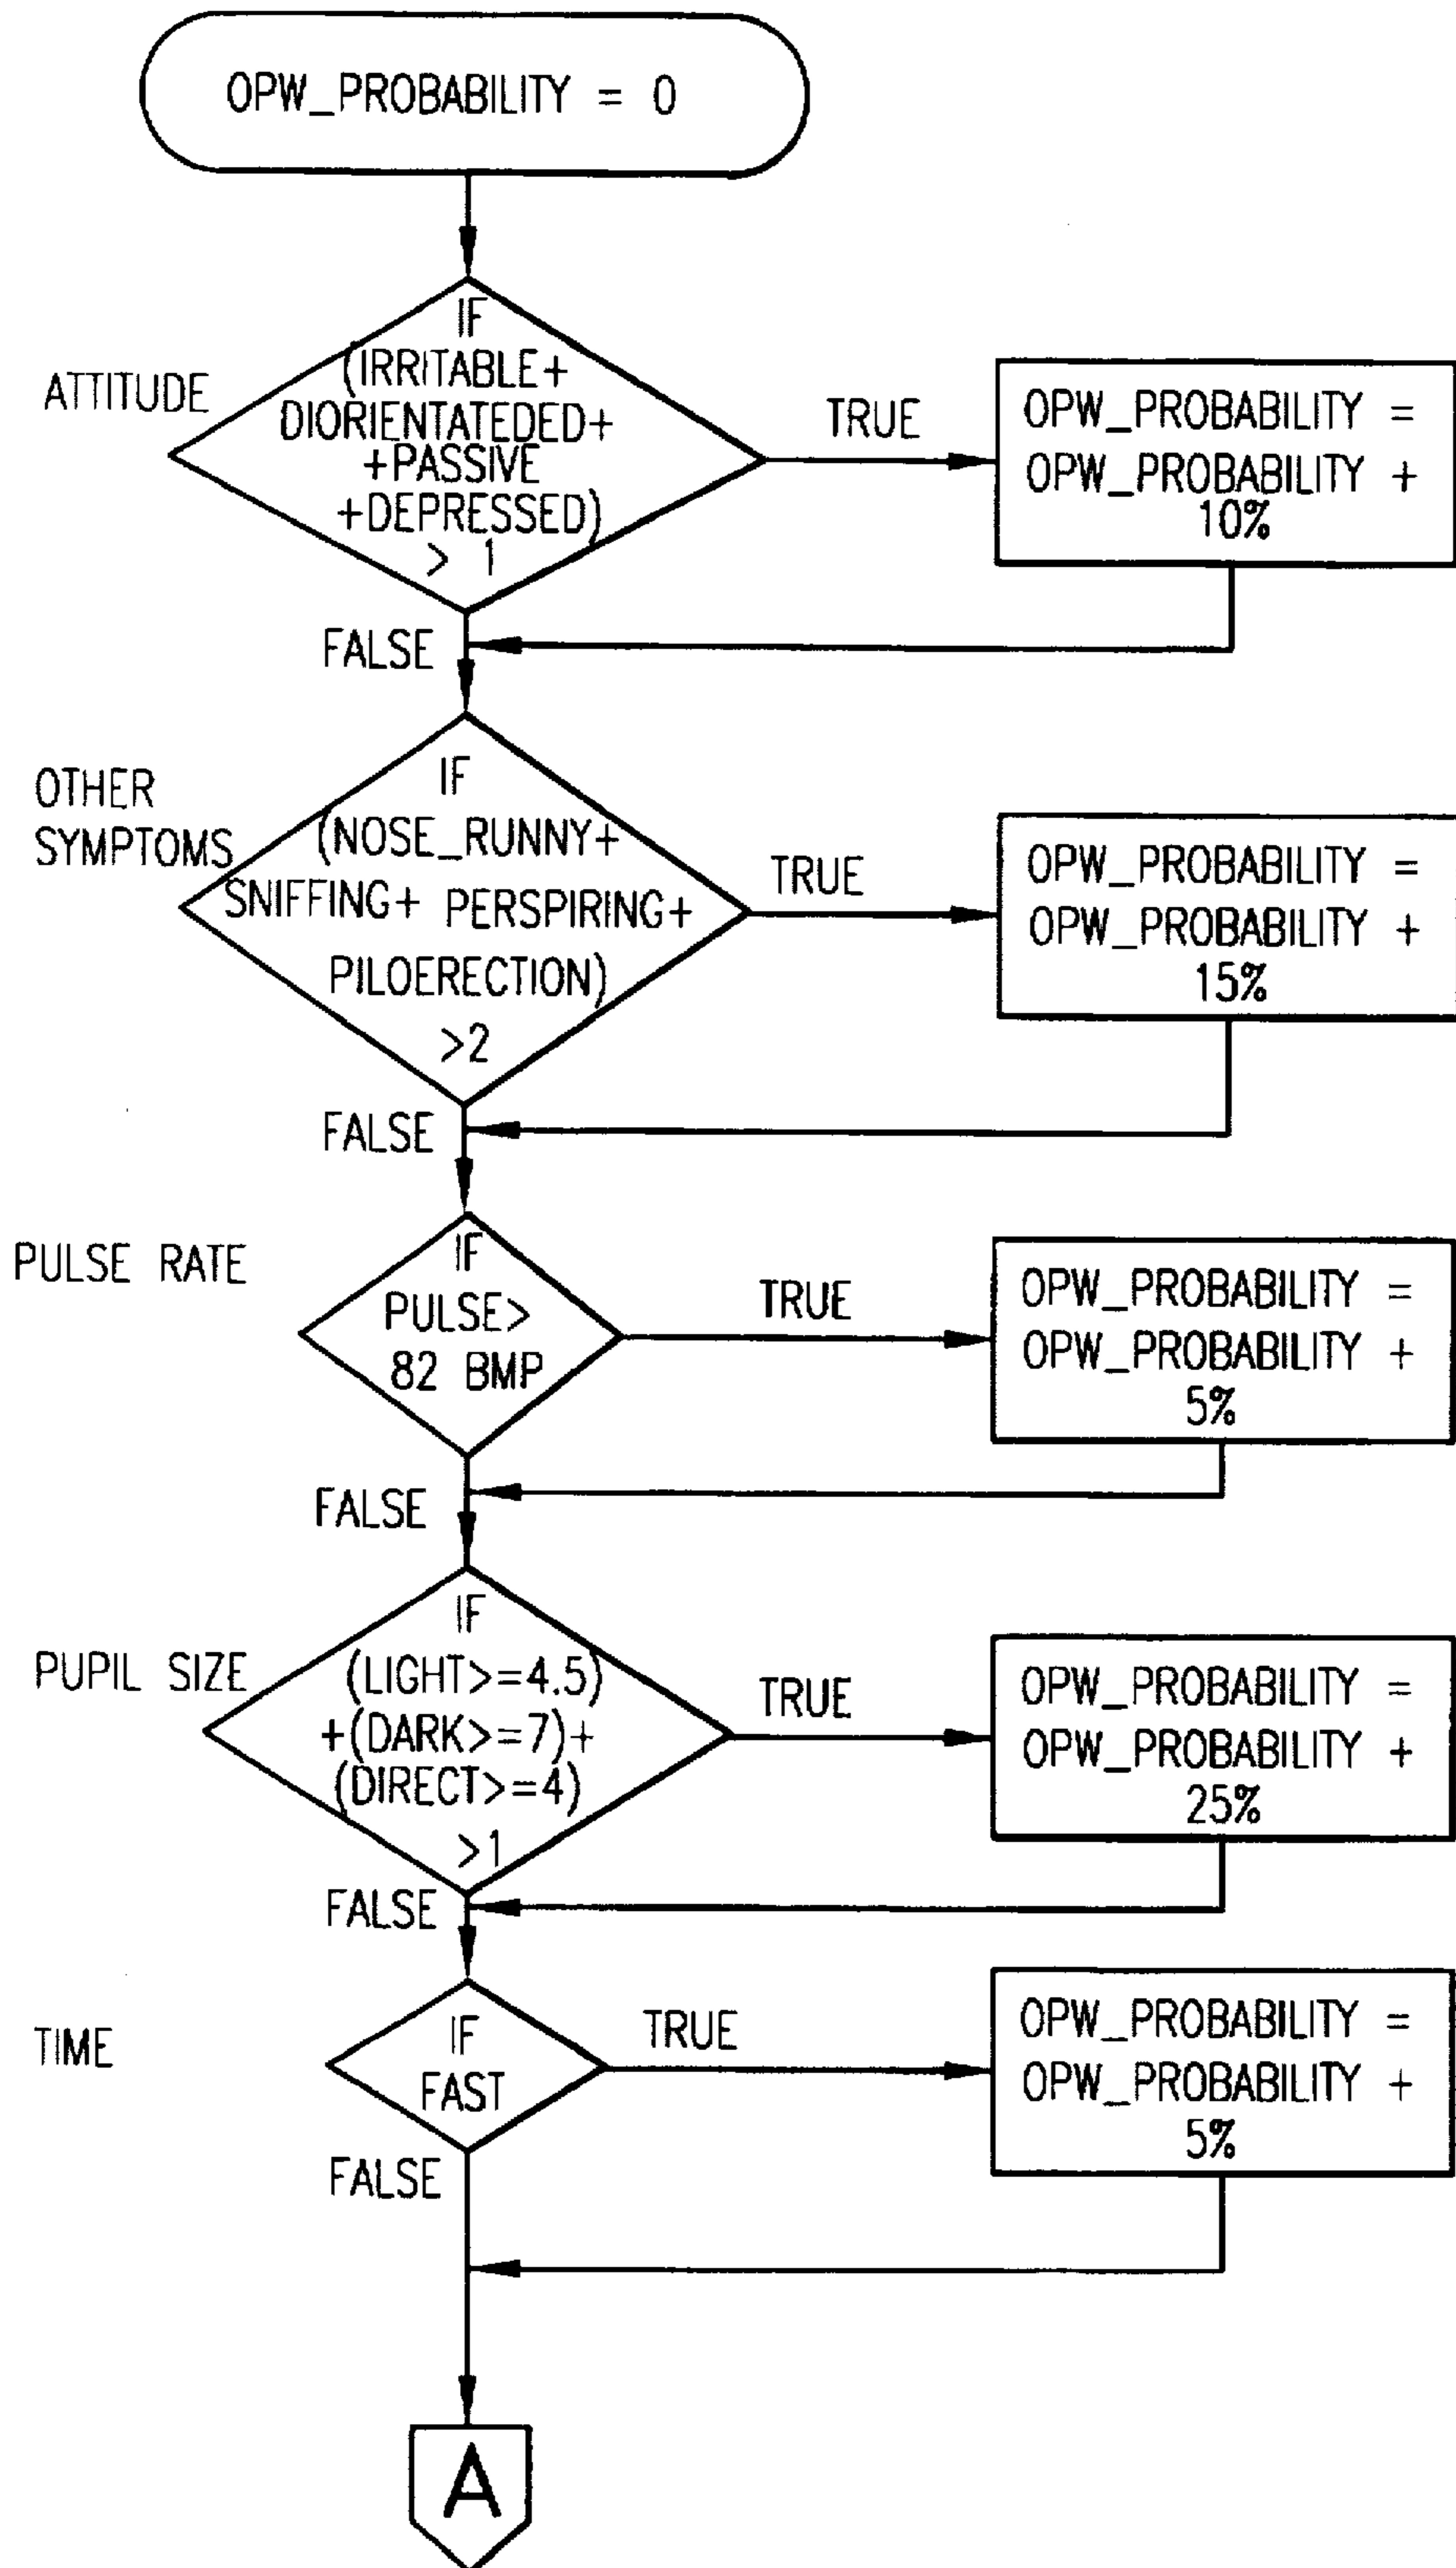 OPW_PROBABILITY = 0
ATTITUDE
IF
(IRRITABLE+
DIORIENTATEDED+
+PASSIVE
+DEPRESSED)
> 1
TRUE
OPW_PROBABILITY =
OPW_PROBABILITY +
10%
FALSE
OTHER
SYMPTOMS
IF
(NOSE_RUNNY+
SNIFFING+ PERSPIRING+
PILOERECTION)
>2
TRUE
OPW_PROBABILITY =
OPW_PROBABILITY +
15%
FALSE
PULSE RATE
IF
PULSE>
82 BMP
TRUE
OPW_PROBABILITY =
OPW_PROBABILITY +
5%
FALSE
PUPIL SIZE
IF
(LIGHT>=4.5)
+(DARK>=7)+
(DIRECT>=4)
>1
TRUE
OPW_PROBABILITY =
OPW_PROBABILITY +
25%
FALSE
TIME
IF
FAST
TRUE
OPW_PROBABILITY =
OPW_PROBABILITY +
5%
FALSE
A